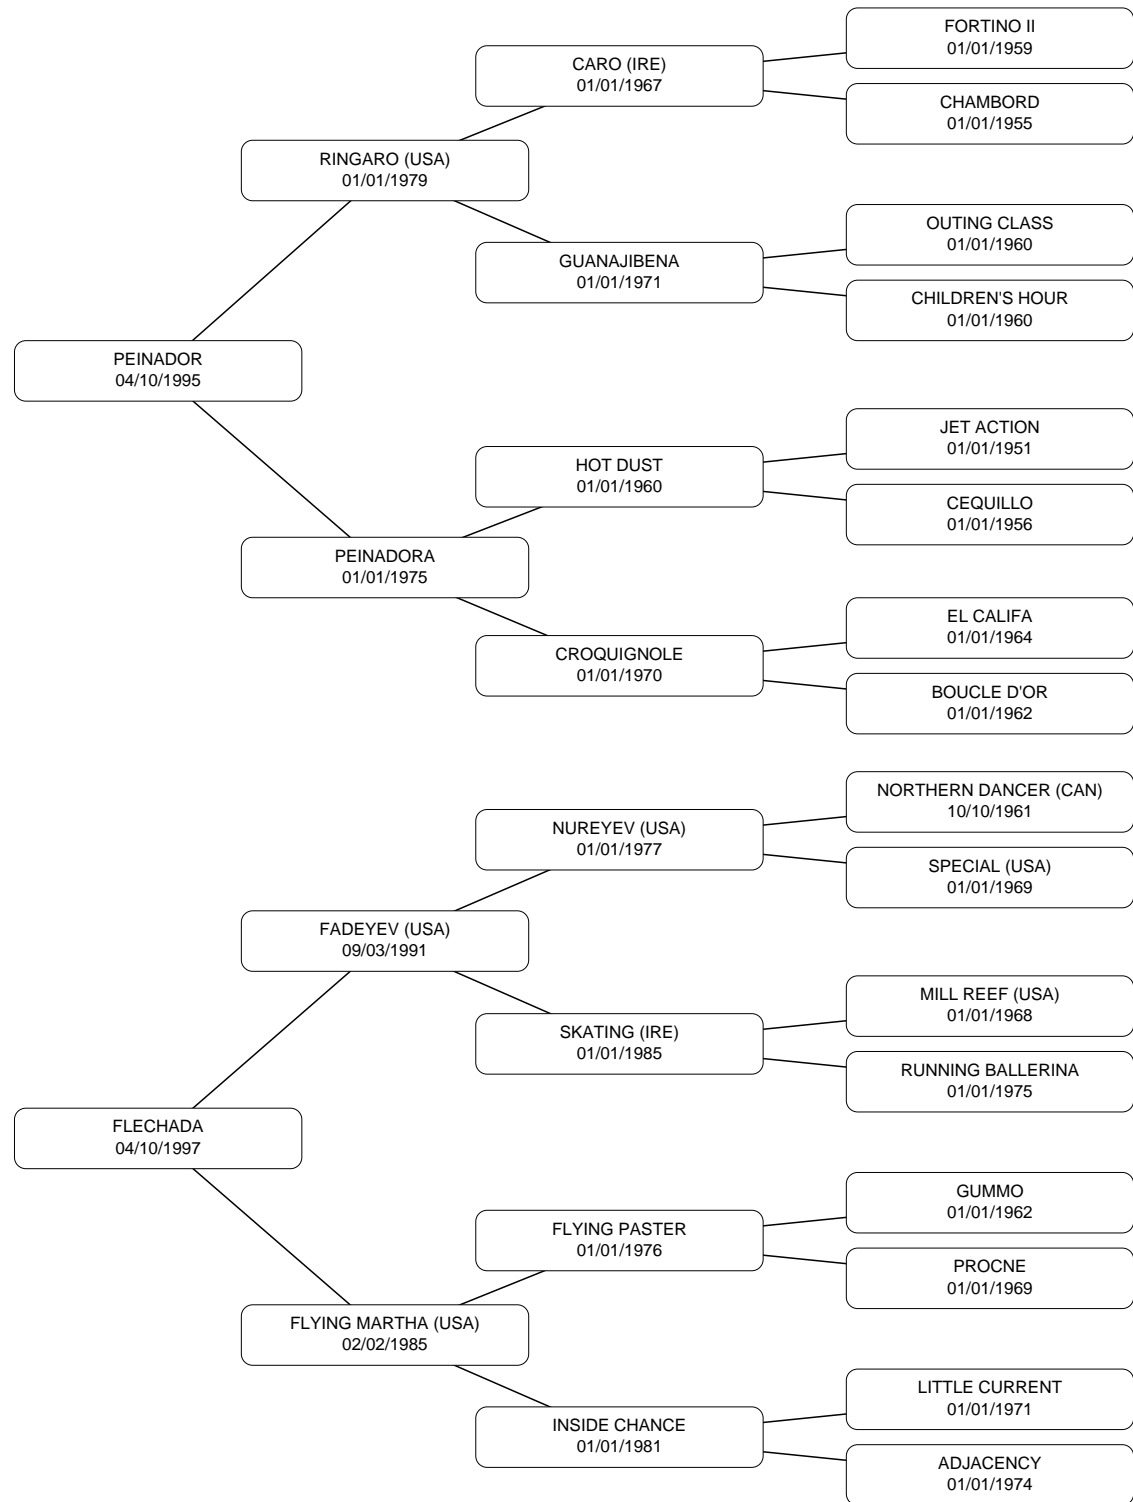 FORTINO II
01/01/1959
CARO (IRE)
01/01/1967
CHAMBORD
01/01/1955
RINGARO (USA)
01/01/1979
OUTING CLASS
01/01/1960
GUANAJIBENA
01/01/1971
CHILDREN'S HOUR
01/01/1960
PEINADOR
04/10/1995
JET ACTION
01/01/1951
HOT DUST
01/01/1960
CEQUILLO
01/01/1956
PEINADORA
01/01/1975
EL CALIFA
01/01/1964
CROQUIGNOLE
01/01/1970
BOUCLE D'OR
01/01/1962
NORTHERN DANCER (CAN)
10/10/1961
NUREYEV (USA)
01/01/1977
SPECIAL (USA)
01/01/1969
FADEYEV (USA)
09/03/1991
MILL REEF (USA)
01/01/1968
SKATING (IRE)
01/01/1985
RUNNING BALLERINA
01/01/1975
FLECHADA
04/10/1997
GUMMO
01/01/1962
FLYING PASTER
01/01/1976
PROCNE
01/01/1969
FLYING MARTHA (USA)
02/02/1985
LITTLE CURRENT
01/01/1971
INSIDE CHANCE
01/01/1981
ADJACENCY
01/01/1974